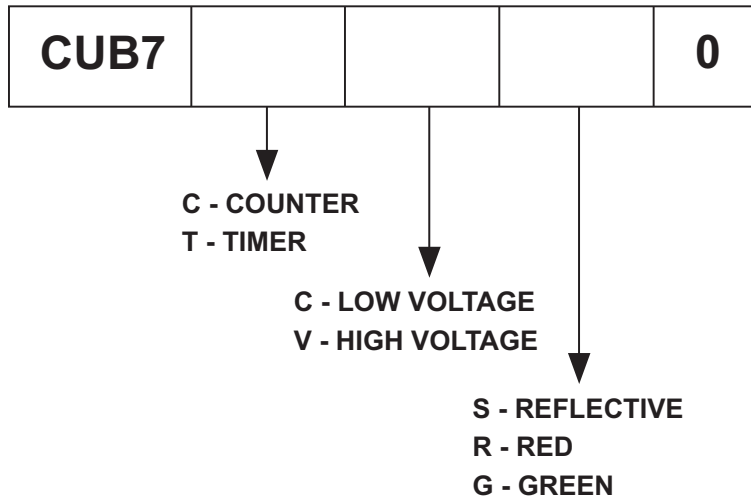 CUB7 0
C - COUNTER
T - TIMER
C - LOW VOLTAGE
V - HIGH VOLTAGE
S - REFLECTIVE
R - RED
G - GREEN